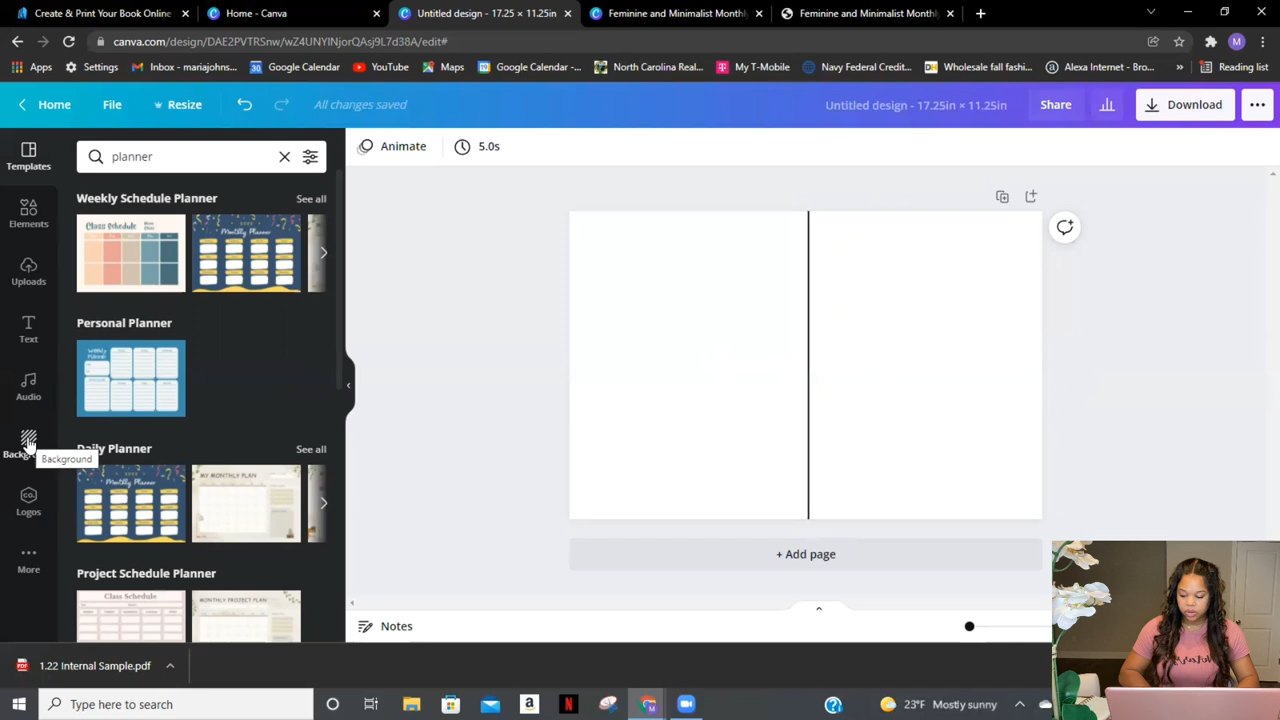 Create & Print Your Book Online
Home - Canva
Untitled design - 17.25 × 11.25in
Feminine and Minimalist Monthly
Feminine and Minimalist Monthly
canva.com/design/DAE2PVTRSnw/wZ4UNYlNjorQAsj9L7d38A/edit#
M
Apps
Settings
Inbox - mariajohns...
Google Calendar
YouTube
Maps
Google Calendar -...
North Carolina Real...
My T-Mobile
Navy Federal Credit...
Wholesale fall fashi...
Alexa Internet - Bro...
»
Reading list
Home
File
Resize
All changes saved
Untitled design - 17.25in × 11.25in
Share
Download
Templates
planner
Animate
5.0s
Weekly Schedule Planner
See all
Class Schedule
Monthly Planner
Elements
Uploads
Personal Planner
WEEKLY PLANNER
Text
Audio
Background
Daily Planner
See all
Monthly Planner
MY MONTHLY PLAN
Logos
CO.
+ Add page
More
Project Schedule Planner
Class Schedule
MONTHLY PROJECT PLAN
Notes
1.22 Internal Sample.pdf
Type here to search
23°F Mostly sunny